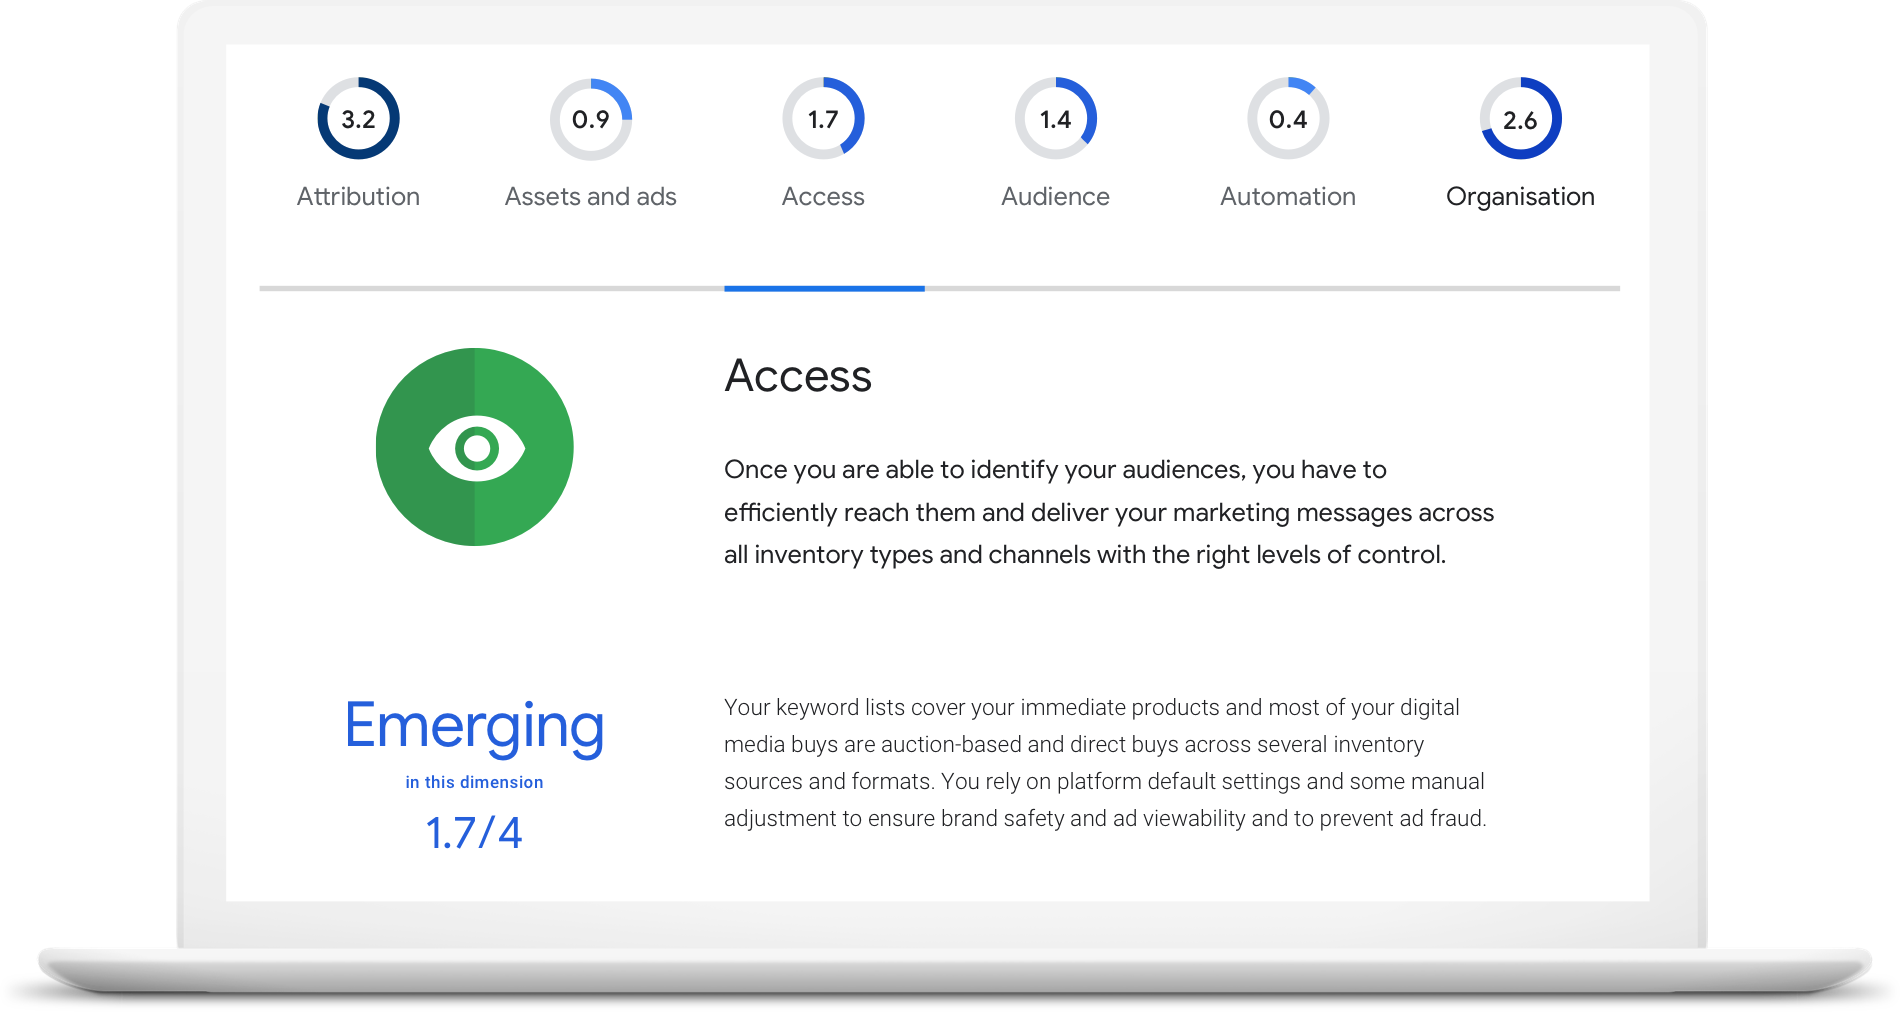 3.2
0.9
1.7
1.4
0.4
2.6
Attribution
Assets and ads
Access
Audience
Automation
Organisation
Access
Once you are able to identify your audiences, you have to
efficiently reach them and deliver your marketing messages across
all inventory types and channels with the right levels of control.
Emerging
in this dimension
1.7/4
Your keyword lists cover your immediate products and most of your digital
media buys are auction-based and direct buys across several inventory
sources and formats. You rely on platform default settings and some manual
adjustment to ensure brand safety and ad viewability and to prevent ad fraud.